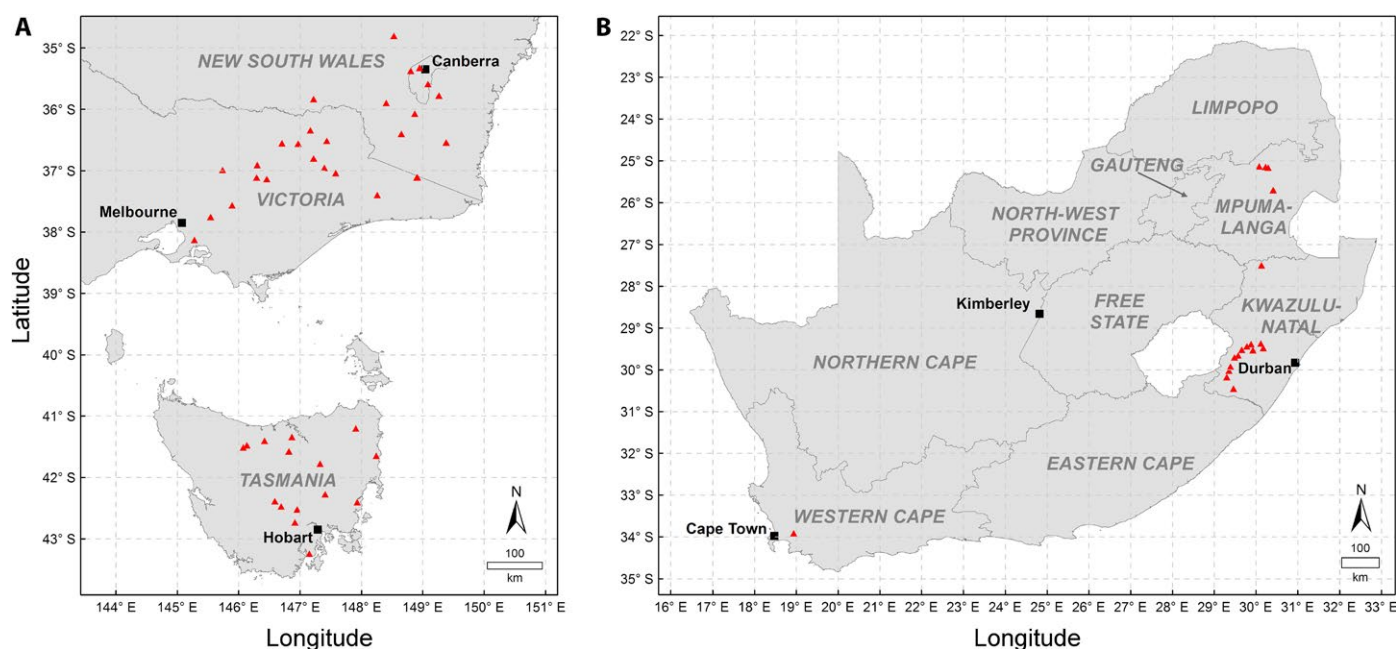 A
35° S
36° S
37° S
38° S
39° S
40° S
41° S
42° S
43° S
Latitude
NEW SOUTH WALES
Canberra
VICTORIA
Melbourne
TASMANIA
Hobart
N
100
km
144° E
145° E
146° E
147° E
148° E
149° E
150° E
151° E
Longitude
B
22° S
23° S
24° S
25° S
26° S
27° S
28° S
29° S
30° S
31° S
32° S
33° S
34° S
35° S
LIMPOPO
GAUTENG
MPUMA-
LANGA
NORTH-WEST
PROVINCE
Kimberley
FREE
STATE
KWAZULU-
NATAL
Durban
NORTHERN CAPE
EASTERN CAPE
WESTERN CAPE
Cape Town
N
100
km
16° E
17° E
18° E
19° E
20° E
21° E
22° E
23° E
24° E
25° E
26° E
27° E
28° E
29° E
30° E
31° E
32° E
33° E
Longitude